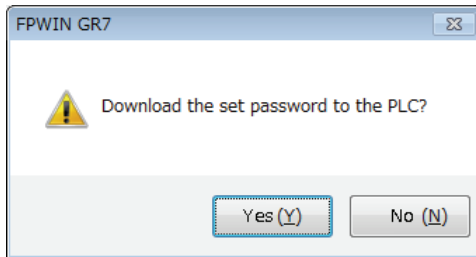 FPWIN GR7
Download the set password to the PLC?
Yes (Y) No (N)